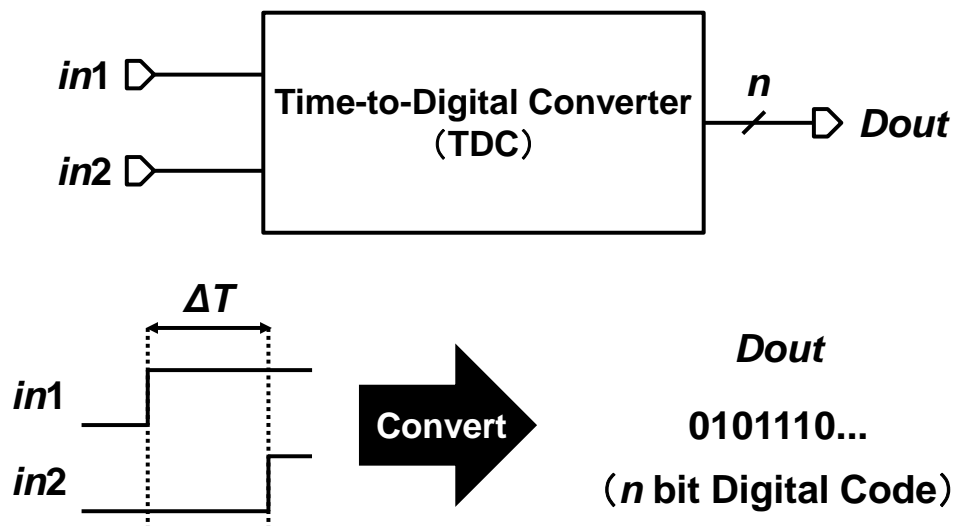 in1
in2
Time-to-Digital Converter
（TDC）
n
Dout
ΔT
in1
in2
Convert
Dout
0101110...
（n bit Digital Code）